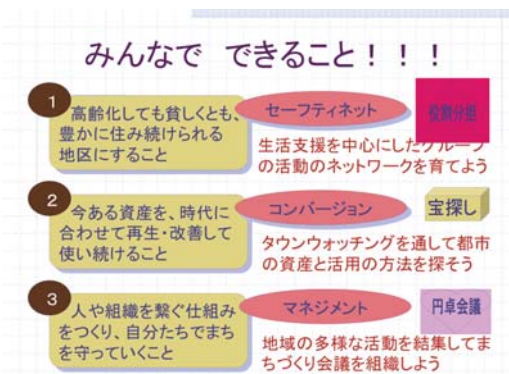 みんなで できること!!!
1
高齢化しても貧しくとも、
豊かに住み続けられる
地区にすること
セーフティネット
役割分担
生活支援を中心にしたグループ
の活動のネットワークを育てよう
2
今ある資産を、時代に
合わせて再生・改善して
使い続けること
コンバージョン
宝探し
タウンウォッチングを通して都市
の資産と活用の方法を探そう
3
人や組織を繋ぐ仕組み
をつくり、自分たちでまち
を守っていくこと
マネジメント
円卓会議
地域の多様な活動を結集してま
ちづくり会議を組織しよう